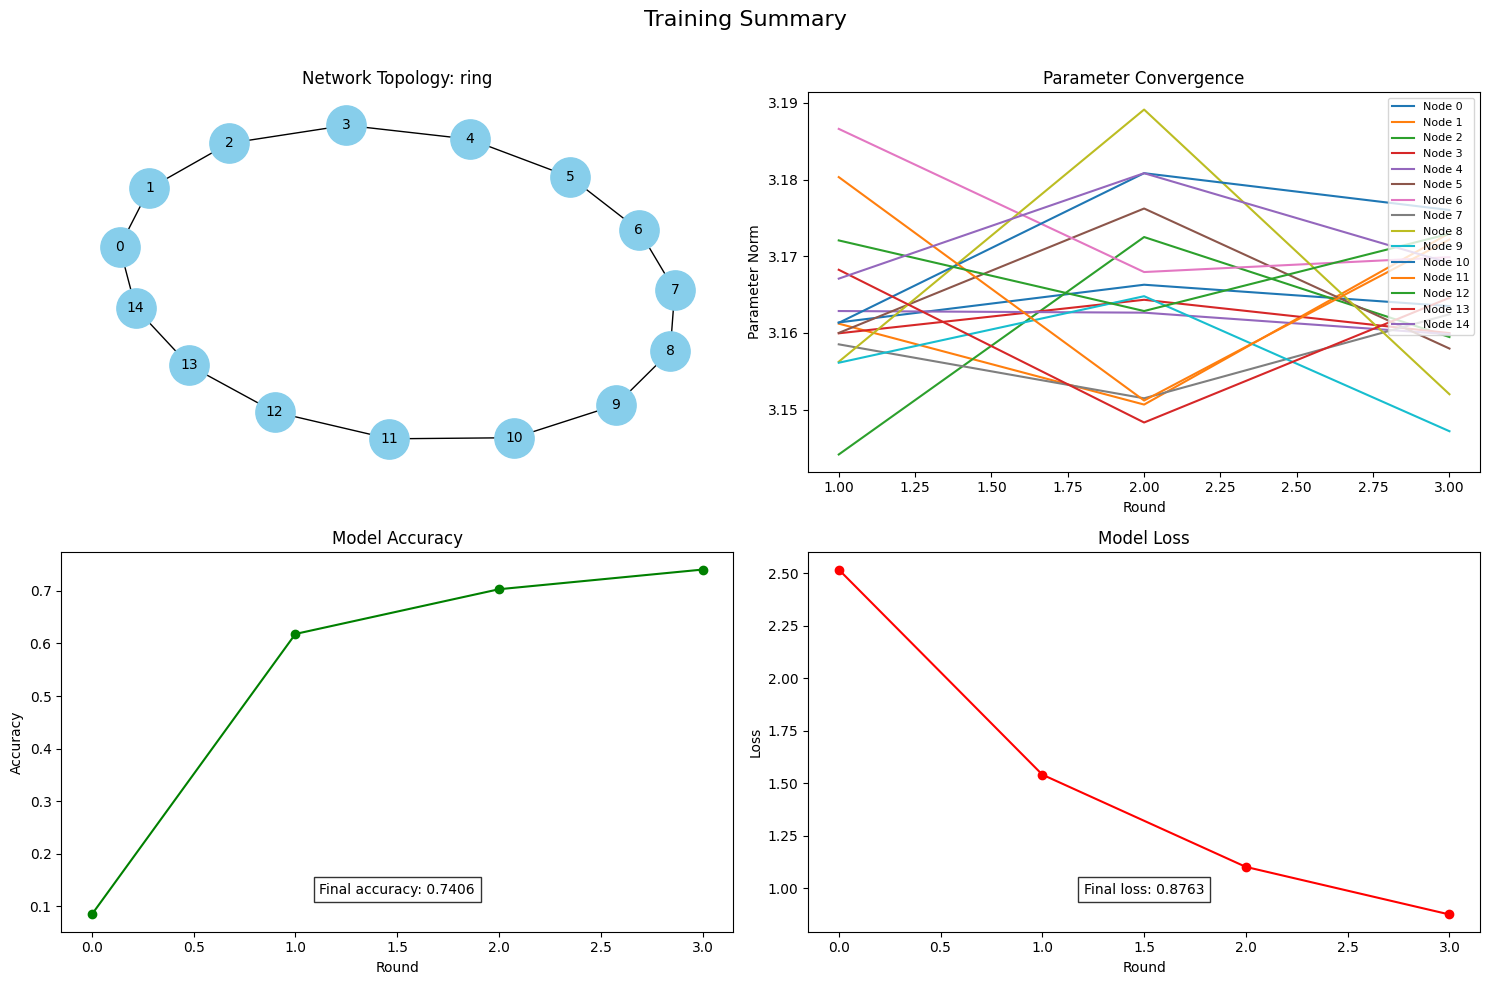 Training Summary
Network Topology: ring
3
2
4
5
1
6
0
7
14
8
13
9
12
11
10
Parameter Convergence
Parameter Norm
3.19
3.18
3.17
3.16
3.15
Node 0
Node 1
Node 2
Node 3
Node 4
Node 5
Node 6
Node 7
Node 8
Node 9
Node 10
Node 11
Node 12
Node 13
Node 14
1.00 1.25 1.50 1.75 2.00 2.25 2.50 2.75 3.00
Round
Model Accuracy
Accuracy
0.7
0.6
0.5
0.4
0.3
0.2
0.1
Final accuracy: 0.7406
0.0 0.5 1.0 1.5 2.0 2.5 3.0
Round
Model Loss
Loss
2.50
2.25
2.00
1.75
1.50
1.25
1.00
Final loss: 0.8763
0.0 0.5 1.0 1.5 2.0 2.5 3.0
Round